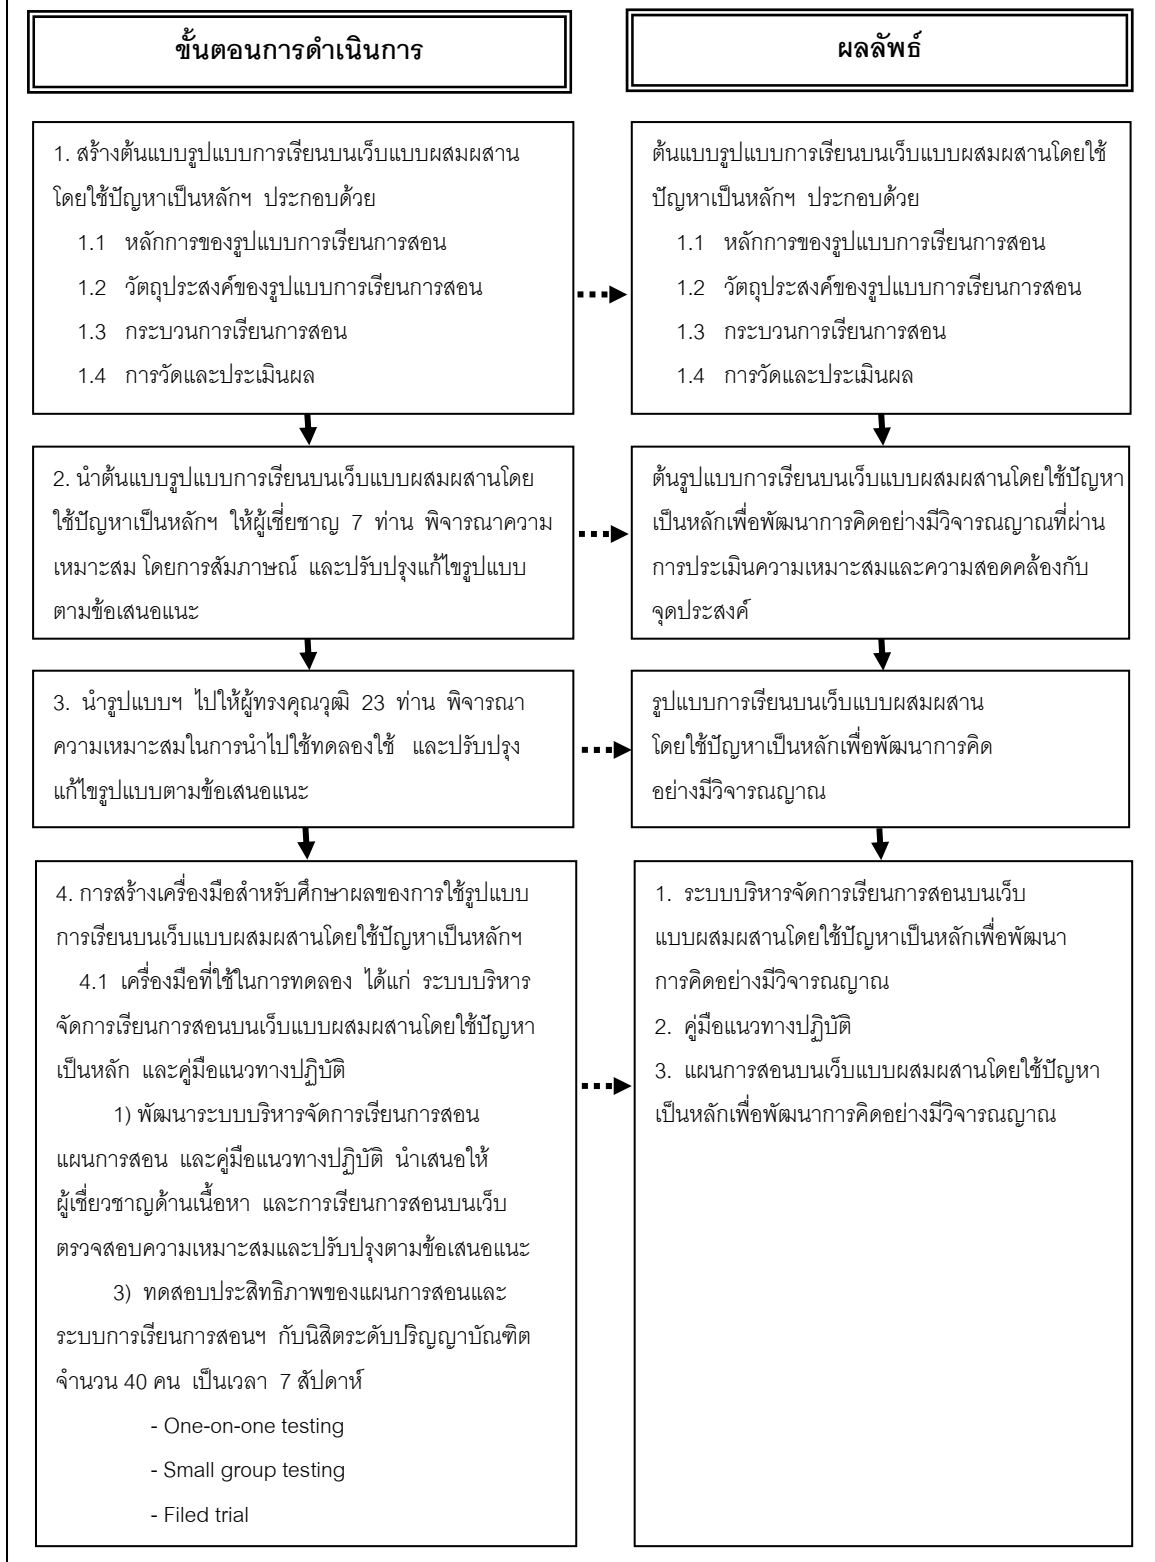 ขั้นตอนการดำเนินการ
ผลลัพธ์
1. สร้างต้นแบบรูปแบบการเรียนบนเว็บแบบผสมผสาน
โดยใช้ปัญหาเป็นหลักฯ ประกอบด้วย
1.1 หลักการของรูปแบบการเรียนการสอน
1.2 วัตถุประสงค์ของรูปแบบการเรียนการสอน
1.3 กระบวนการเรียนการสอน
1.4 การวัดและประเมินผล
ต้นแบบรูปแบบการเรียนบนเว็บแบบผสมผสานโดยใช้
ปัญหาเป็นหลักฯ ประกอบด้วย
1.1 หลักการของรูปแบบการเรียนการสอน
1.2 วัตถุประสงค์ของรูปแบบการเรียนการสอน
1.3 กระบวนการเรียนการสอน
1.4 การวัดและประเมินผล
2. นำต้นแบบรูปแบบการเรียนบนเว็บแบบผสมผสานโดย
ใช้ปัญหาเป็นหลักฯ ให้ผู้เชี่ยชาญ 7 ท่าน พิจารณาความ
เหมาะสม โดยการสัมภาษณ์ และปรับปรุงแก้ไขรูปแบบ
ตามข้อเสนอแนะ
ต้นรูปแบบการเรียนบนเว็บแบบผสมผสานโดยใช้ปัญหา
เป็นหลักเพื่อพัฒนาการคิดอย่างมีวิจารณญาณที่ผ่าน
การประเมินความเหมาะสมและความสอดคล้องกับ
จุดประสงค์
3. นำรูปแบบฯ ไปให้ผู้ทรงคุณวุฒิ 23 ท่าน พิจารณา
ความเหมาะสมในการนำไปใช้ทดลองใช้ และปรับปรุง
แก้ไขรูปแบบตามข้อเสนอแนะ
รูปแบบการเรียนบนเว็บแบบผสมผสาน
โดยใช้ปัญหาเป็นหลักเพื่อพัฒนาการคิด
อย่างมีวิจารณญาณ
4. การสร้างเครื่องมือสำหรับศึกษาผลของการใช้รูปแบบ
การเรียนบนเว็บแบบผสมผสานโดยใช้ปัญหาเป็นหลักฯ
4.1 เครื่องมือที่ใช้ในการทดลอง ได้แก่ ระบบบริหาร
จัดการเรียนการสอนบนเว็บแบบผสมผสานโดยใช้ปัญหา
เป็นหลัก และคู่มือแนวทางปฏิบัติ
1) พัฒนาระบบบริหารจัดการเรียนการสอน
แผนการสอน และคู่มือแนวทางปฏิบัติ นำเสนอให้
ผู้เชี่ยวชาญด้านเนื้อหา และการเรียนการสอนบนเว็บ
ตรวจสอบความเหมาะสมและปรับปรุงตามข้อเสนอแนะ
3) ทดสอบประสิทธิภาพของแผนการสอนและ
ระบบการเรียนการสอนฯ กับนิสิตระดับปริญญาบัณฑิต
จำนวน 40 คน เป็นเวลา 7 สัปดาห์
- One-on-one testing
- Small group testing
- Filed trial
1. ระบบบริหารจัดการเรียนการสอนบนเว็บ
แบบผสมผสานโดยใช้ปัญหาเป็นหลักเพื่อพัฒนา
การคิดอย่างมีวิจารณญาณ
2. คู่มือแนวทางปฏิบัติ
3. แผนการสอนบนเว็บแบบผสมผสานโดยใช้ปัญหา
เป็นหลักเพื่อพัฒนาการคิดอย่างมีวิจารณญาณ